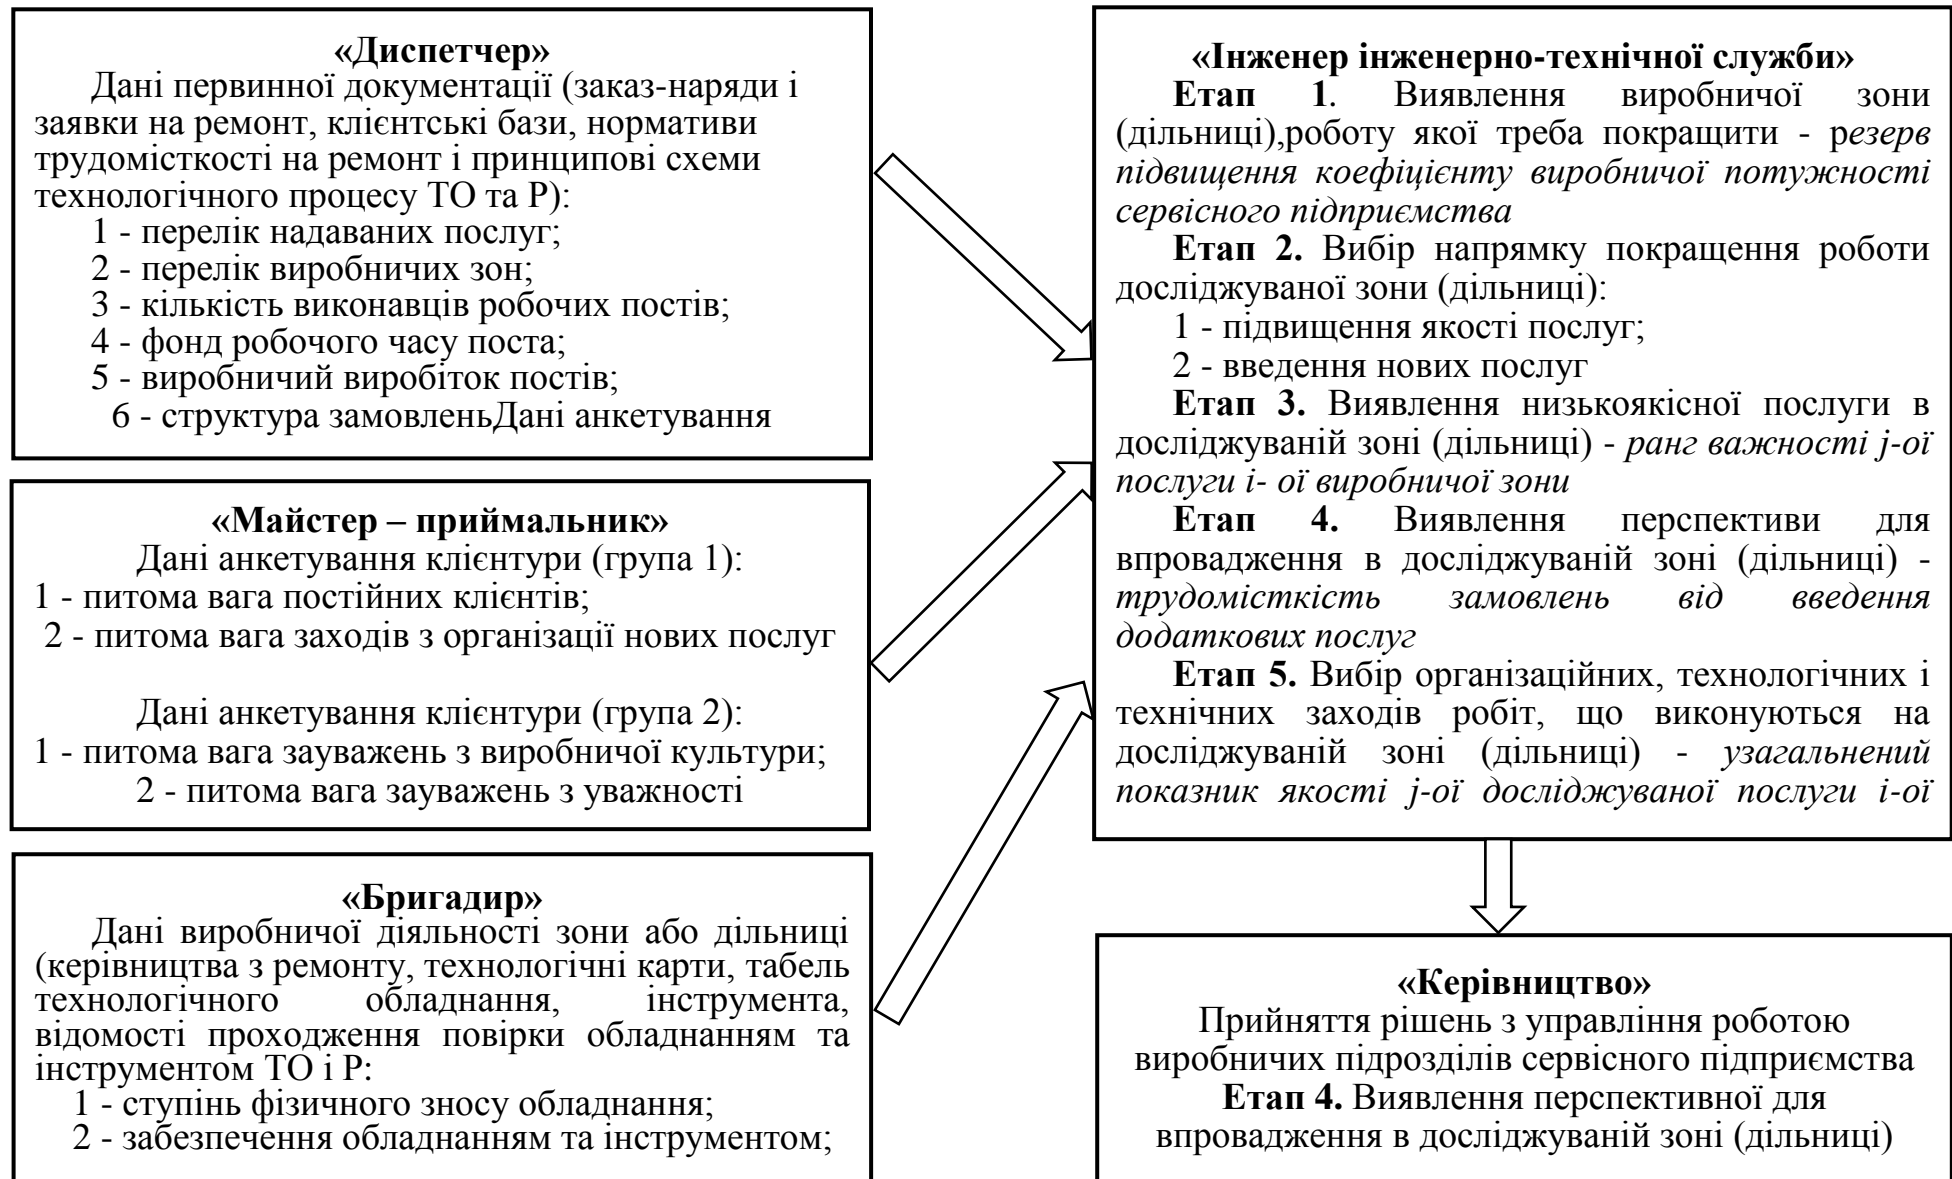 «Диспетчер»
Дані первинної документації (заказ-наряди і
заявки на ремонт, клієнтські бази, нормативи
трудомісткості на ремонт і принципові схеми
технологічного процесу ТО та Р):
1 - перелік надаваних послуг;
2 - перелік виробничих зон;
3 - кількість виконавців робочих постів;
4 - фонд робочого часу поста;
5 - виробничий виробіток постів;
6 - структура замовленьДані анкетування
«Майстер – приймальник»
Дані анкетування клієнтури (група 1):
1 - питома вага постійних клієнтів;
2 - питома вага заходів з організації нових послуг
Дані анкетування клієнтури (група 2):
1 - питома вага зауважень з виробничої культури;
2 - питома вага зауважень з уважності
«Бригадир»
Дані виробничої діяльності зони або дільниці
(керівництва з ремонту, технологічні карти, табель
технологічного обладнання, інструмента,
відомості проходження повірки обладнанням та
інструментом ТО і Р:
1 - ступінь фізичного зносу обладнання;
2 - забезпечення обладнанням та інструментом;
«Інженер інженерно-технічної служби»
Етап 1. Виявлення виробничої зони
(дільниці),роботу якої треба покращити - резерв
підвищення коефіцієнту виробничої потужності
сервісного підприємства
Етап 2. Вибір напрямку покращення роботи
досліджуваної зони (дільниці):
1 - підвищення якості послуг;
2 - введення нових послуг
Етап 3. Виявлення низькоякісної послуги в
досліджуваній зоні (дільниці) - ранг важності j-ої
послуги i- ої виробничої зони
Етап 4. Виявлення перспективи для
впровадження в досліджуваній зоні (дільниці) -
трудомісткість замовлень від введення
додаткових послуг
Етап 5. Вибір організаційних, технологічних і
технічних заходів робіт, що виконуються на
досліджуваній зоні (дільниці) - узагальнений
показник якості j-ої досліджуваної послуги i-ої
«Керівництво»
Прийняття рішень з управління роботою
виробничих підрозділів сервісного підприємства
Етап 4. Виявлення перспективної для
впровадження в досліджуваній зоні (дільниці)